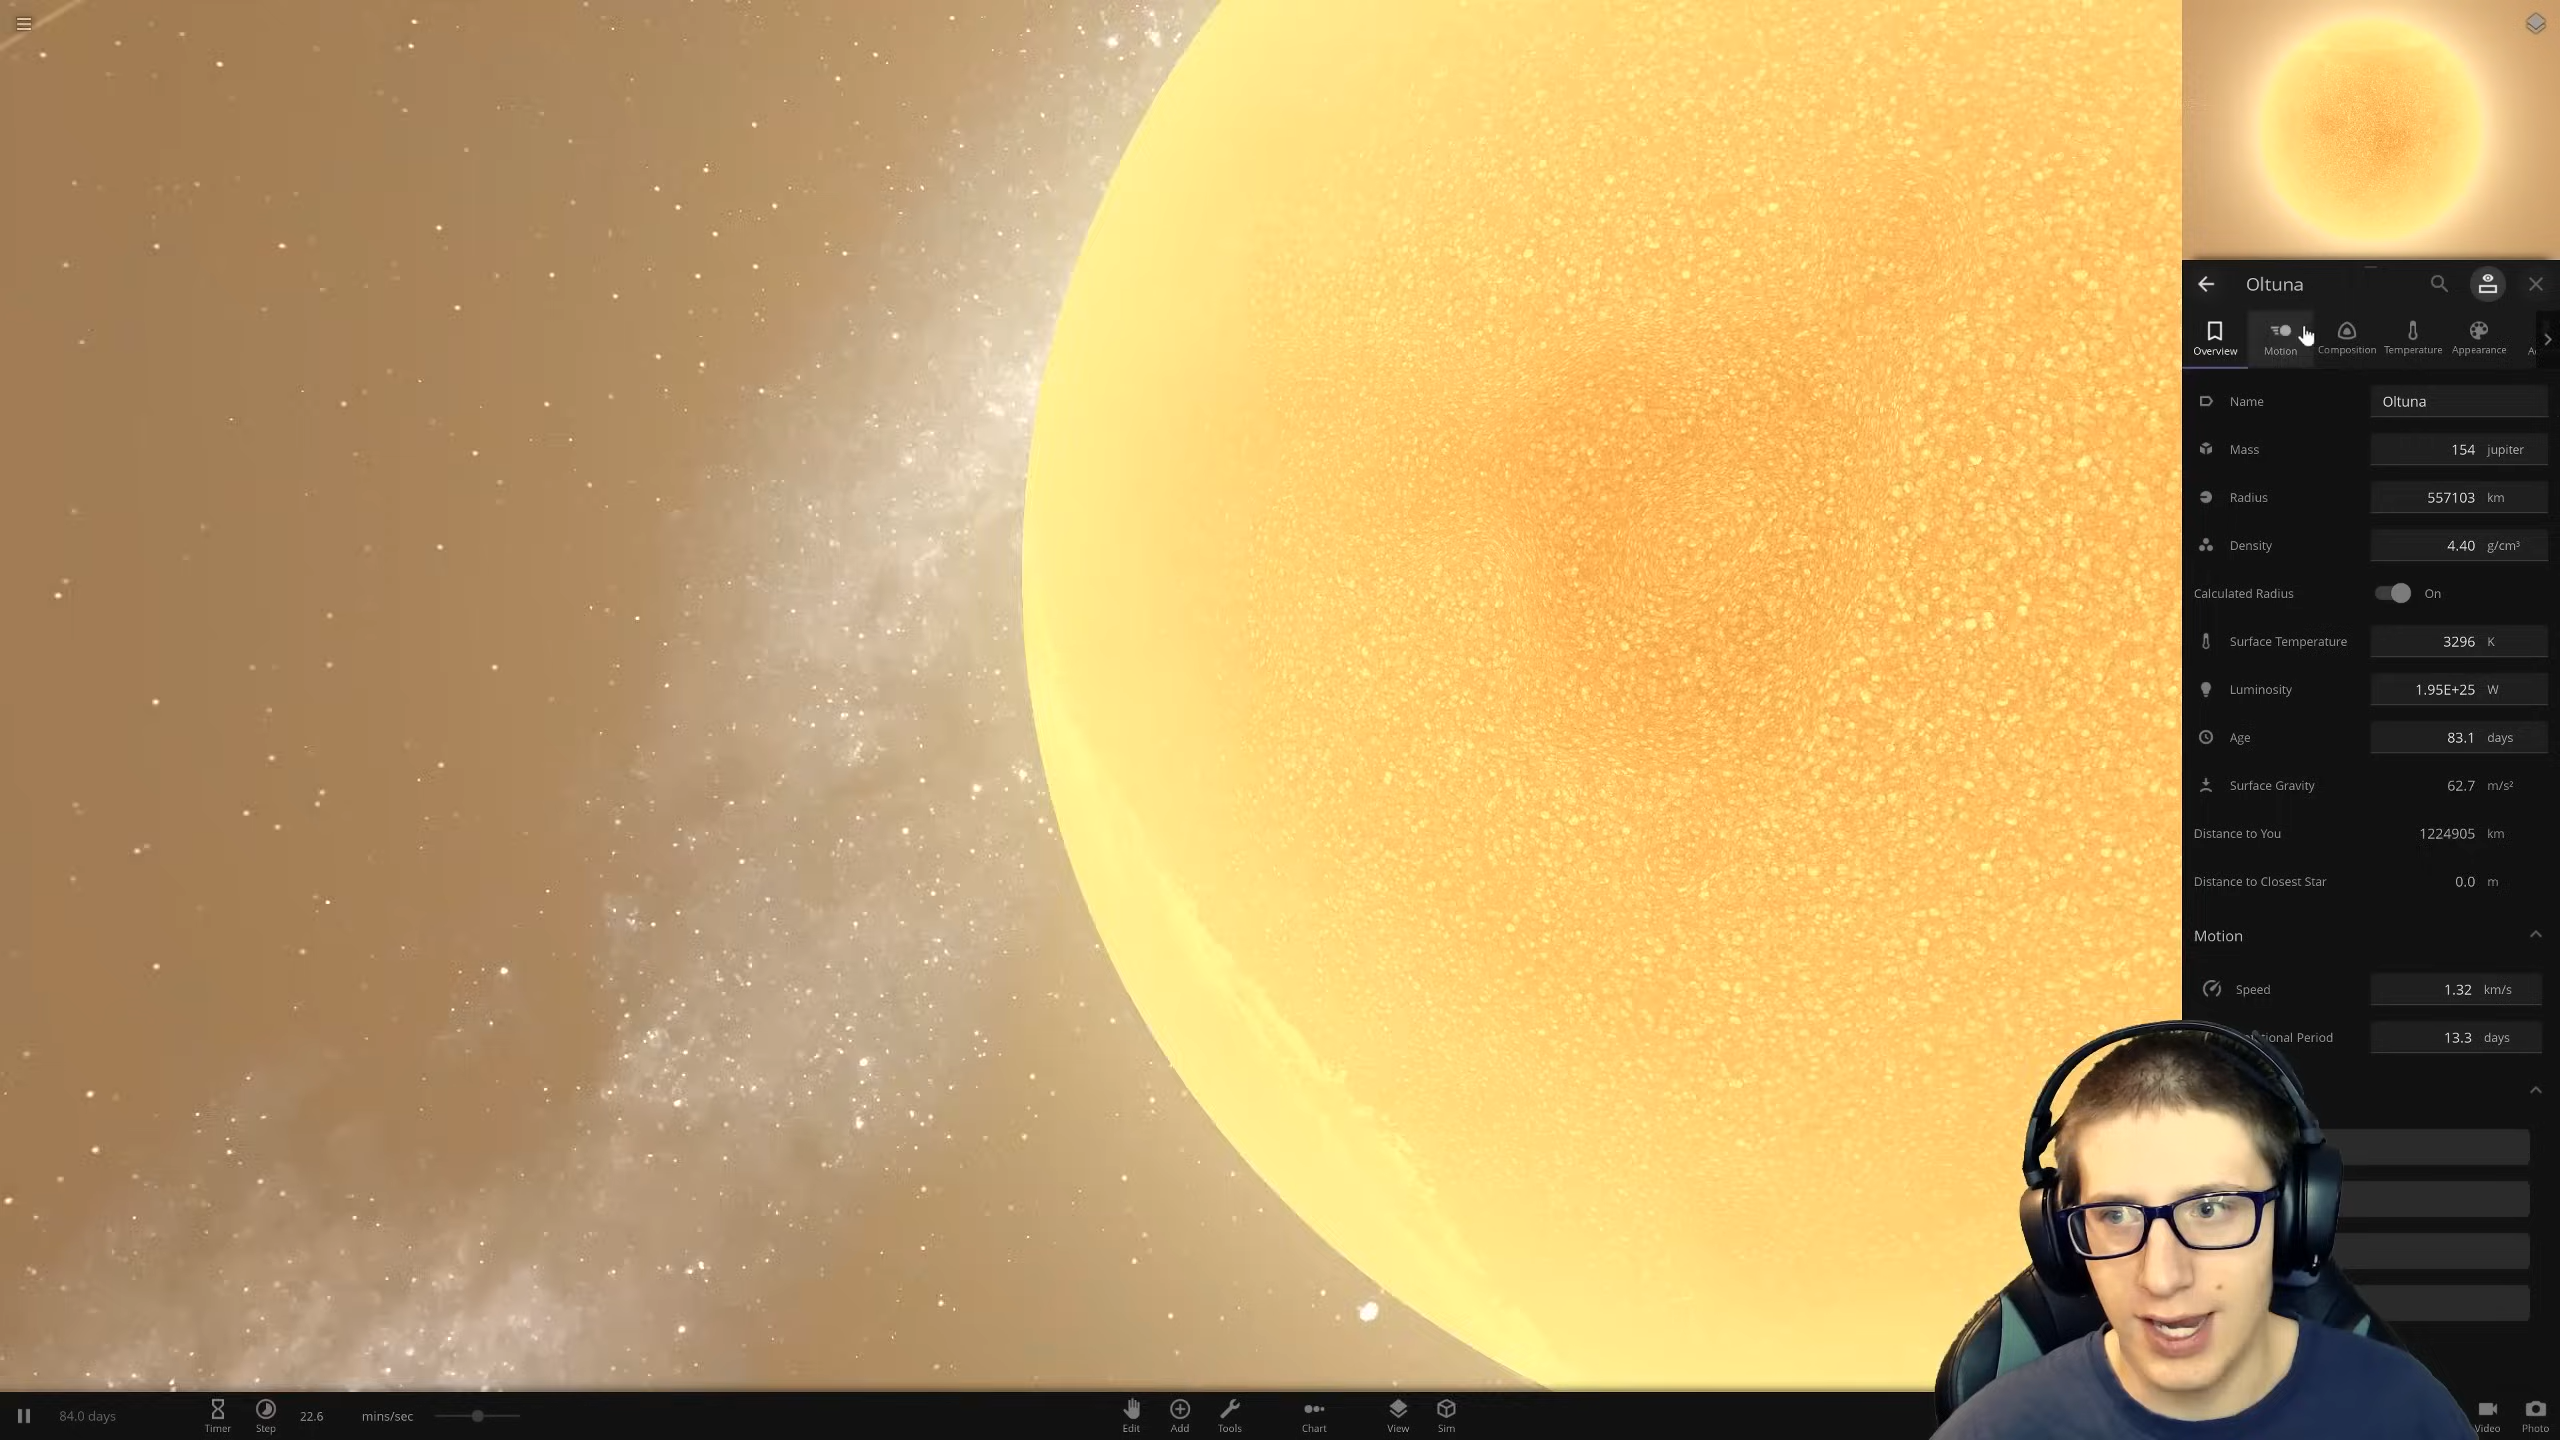 Oltuna
Overview
Motion
Composition
Temperature
Appearance
Name Oltuna
Mass 154 jupiter
Radius 557103 km
Density 4.40 g/cm³
Calculated Radius On
Surface Temperature 3296 K
Luminosity 1.95E+25 W
Age 83.1 days
Surface Gravity 62.7 m/s²
Distance to You 1224905 km
Distance to Closest Star 0.0 m
Motion
Speed 1.32 km/s
Period 13.3 days
84.0 days
Timer
Step
22.6 mins/sec
Edit
Add
Tools
Chart
View
Sim
Video
Photo